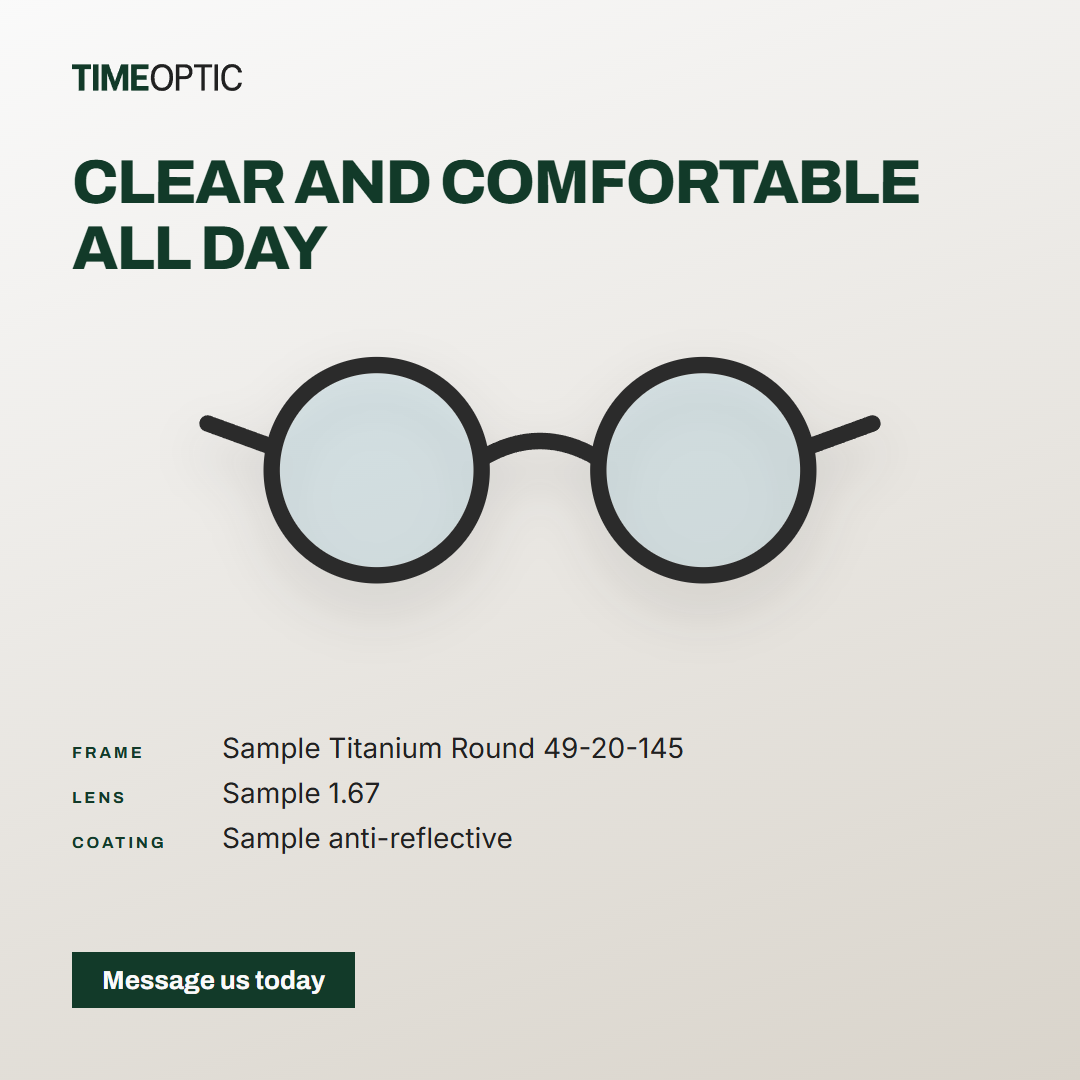 TIMEOPTIC
CLEAR AND COMFORTABLE
ALL DAY
FRAME Sample Titanium Round 49-20-145
LENS Sample 1.67
COATING Sample anti-reflective
Message us today